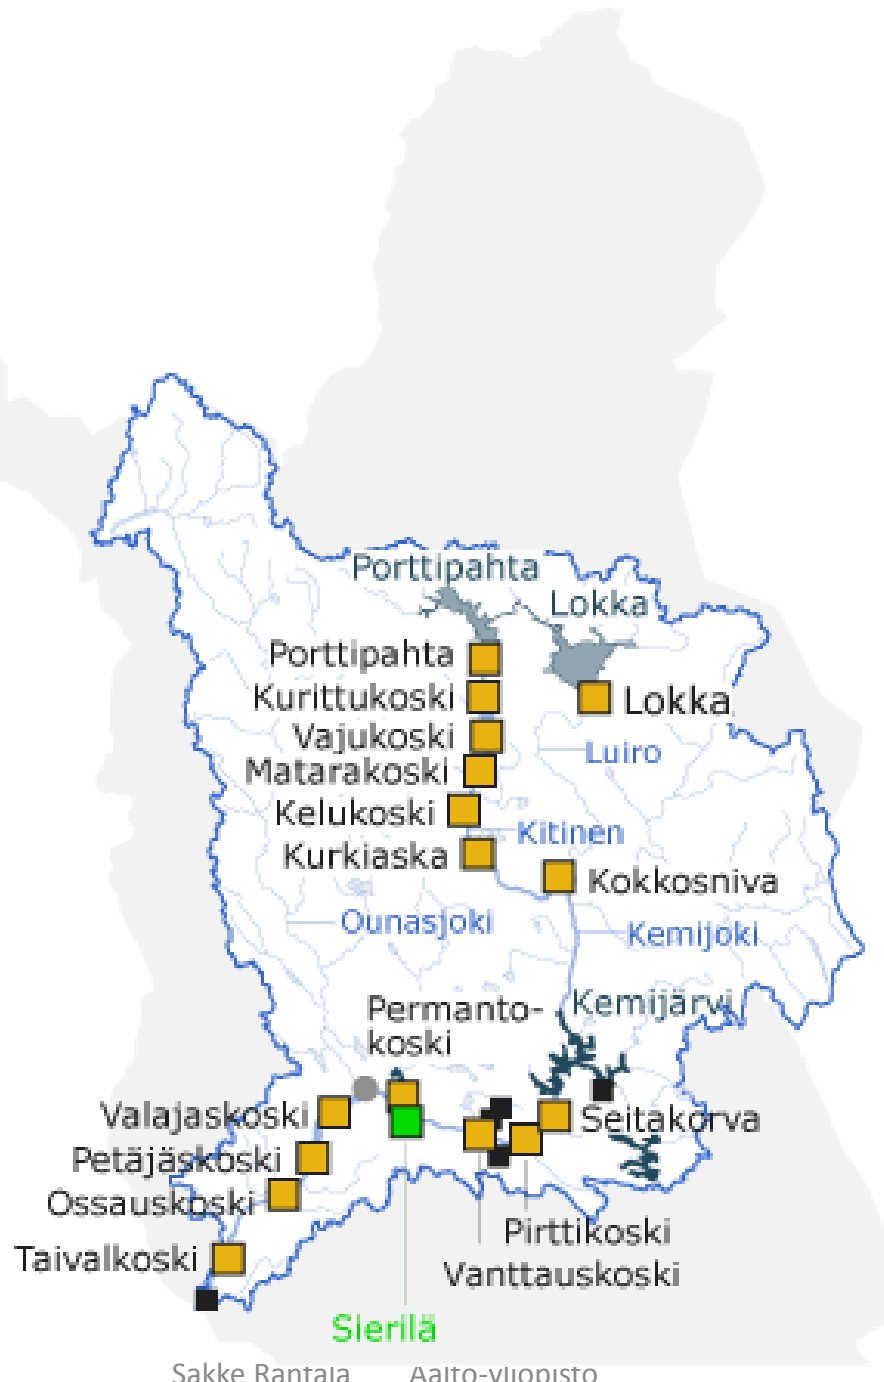 Porttipahta
Lokka
Porttipahta
Kurittukoski
Lokka
Vajukoski
Luiro
Matarakoski
Kelukoski
Kitinen
Kurkiaska
Kokkosniva
Ounasjoki
Kemijoki
Permanto-
koski
Kemijärvi
Valajaskoski
Seitakorva
Petäjäskoski
Ossauskoski
Pirttikoski
Taivalkoski
Vanttauskoski
Sierilä
Sakke Rantala Aalto-yliopisto